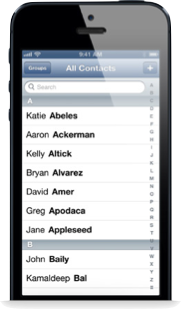 9:41 AM
Groups
All Contacts
+
Search
A
Katie Abeles
Aaron Ackerman
Kelly Altick
Bryan Alvarez
David Amer
Greg Apodaca
Jane Appleseed
B
John Baily
Kamaldeep Bal